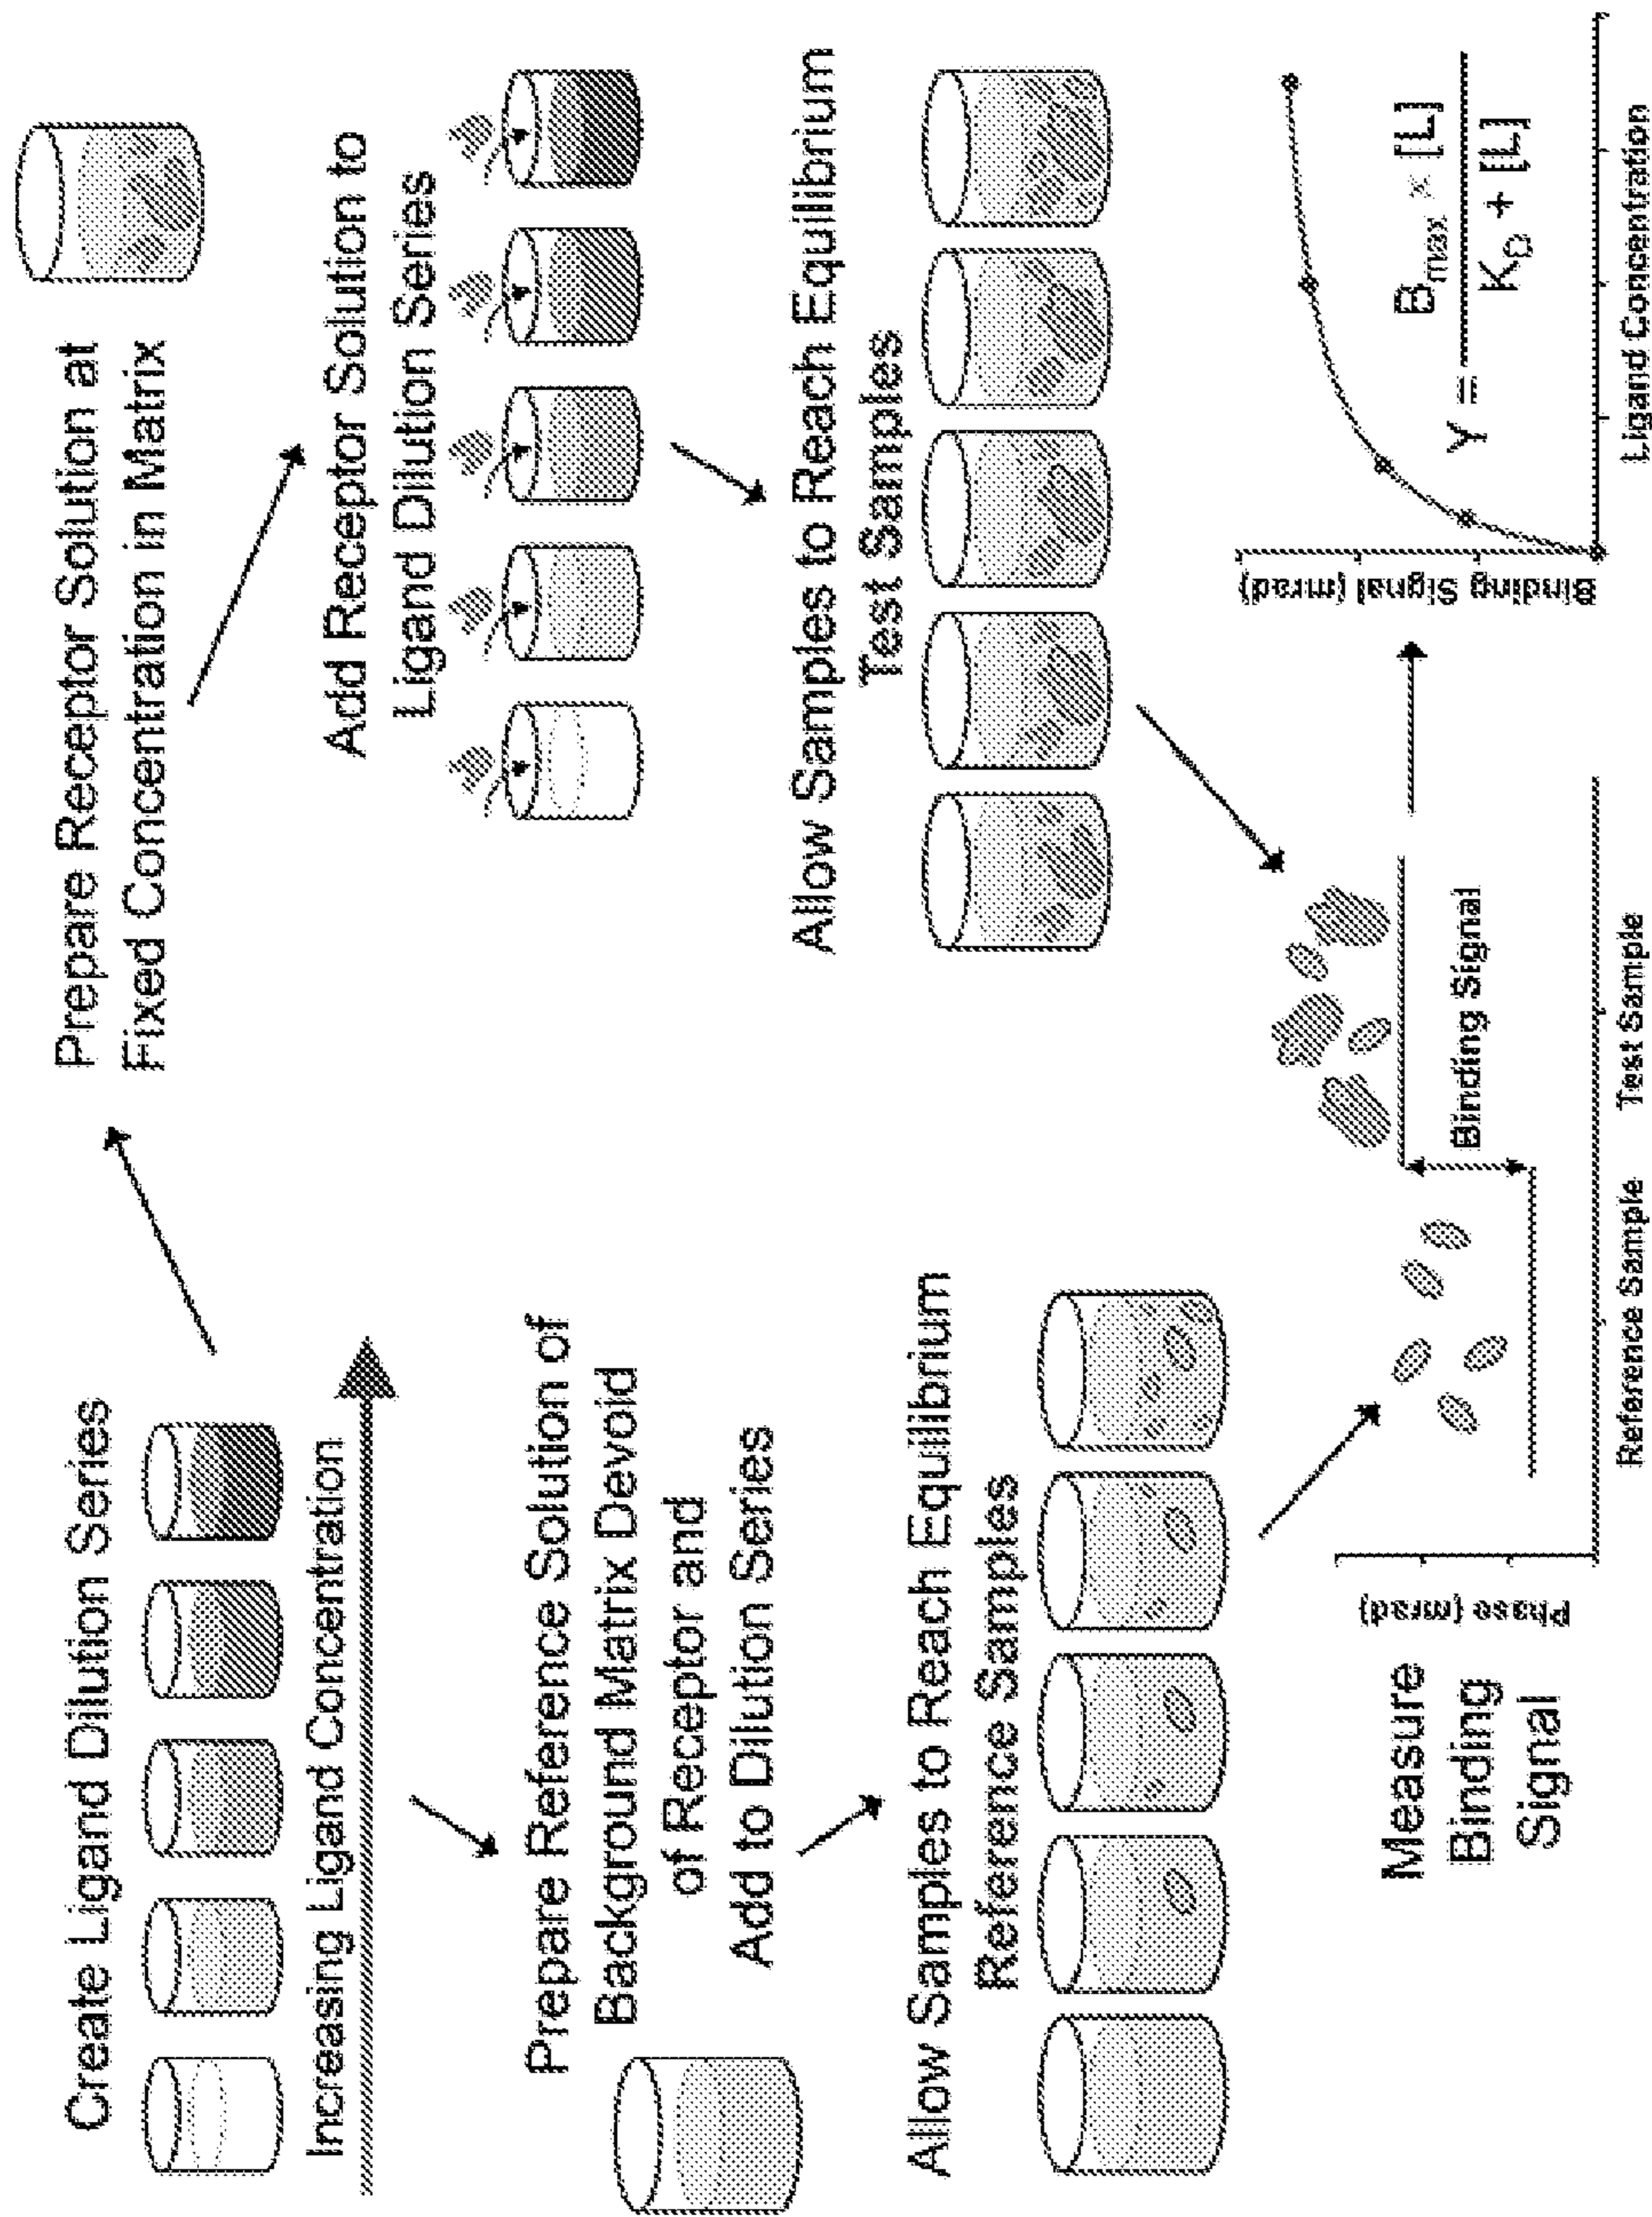 Create Ligand Dilution Series
Increasing Ligand Concentration
Prepare Receptor Solution at
Fixed Concentration in Matrix
Prepare Reference Solution of
Background Matrix Devoid
of Receptor and
Add to Dilution Series
Add Receptor Solution to
Ligand Dilution Series
Allow Samples to Reach Equilibrium
Reference Samples
Allow Samples to Reach Equilibrium
Test Samples
Measure
Binding
Signal
Phase (mrad)
Binding Signal
Reference Sample
Test Sample
Binding Signal (mrad)
Y = Bmax × [L]
KD + [L]
Ligand Concentration